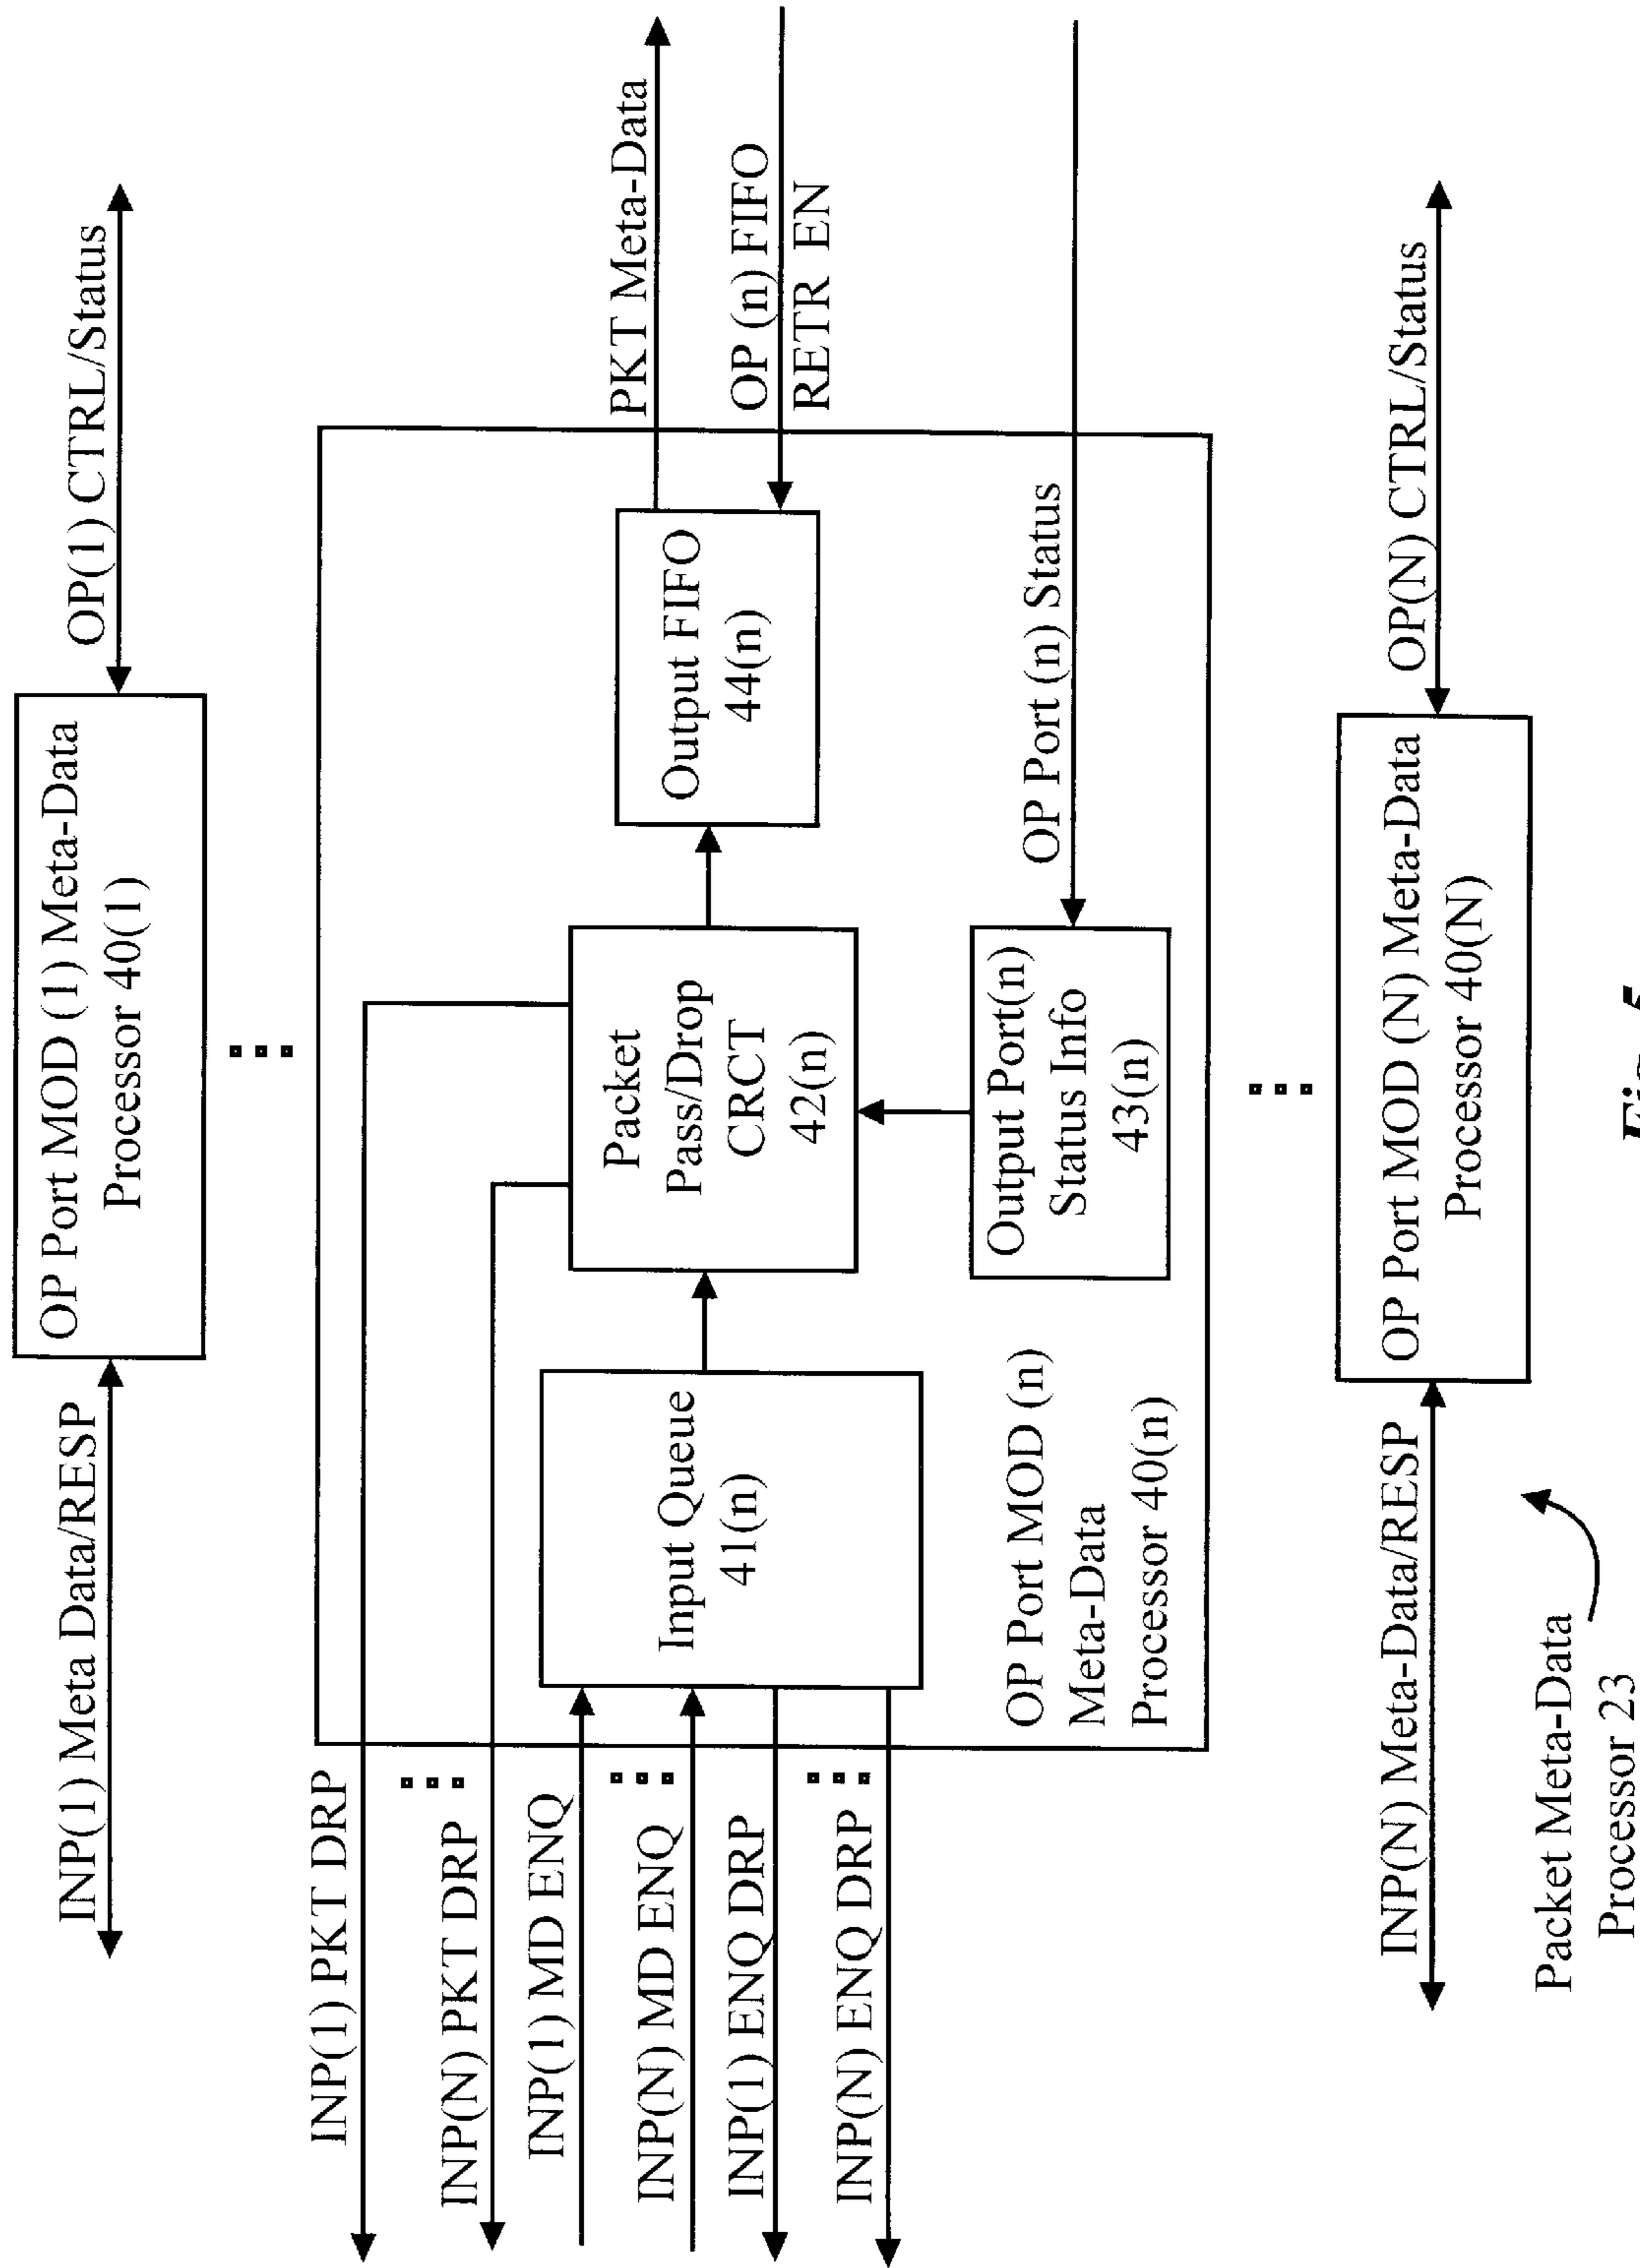 INP(1) Meta Data/RESP
OP Port MOD (1) Meta-Data
Processor 40(1)
OP(1) CTRL/Status
INP(1) PKT DRP
INP(N) PKT DRP
INP(1) MD ENQ
INP(N) MD ENQ
INP(1) ENQ DRP
INP(N) ENQ DRP
Input Queue
41(n)
Packet
Pass/Drop
CRCT
42(n)
Output FIFO
44(n)
PKT Meta-Data
OP (n) FIFO
RETR EN
Output Port(n)
Status Info
43(n)
OP Port (n) Status
OP Port MOD (n)
Meta-Data
Processor 40(n)
INP(N) Meta-Data/RESP
OP Port MOD (N) Meta-Data
Processor 40(N)
OP(N) CTRL/Status
Packet Meta-Data
Processor 23